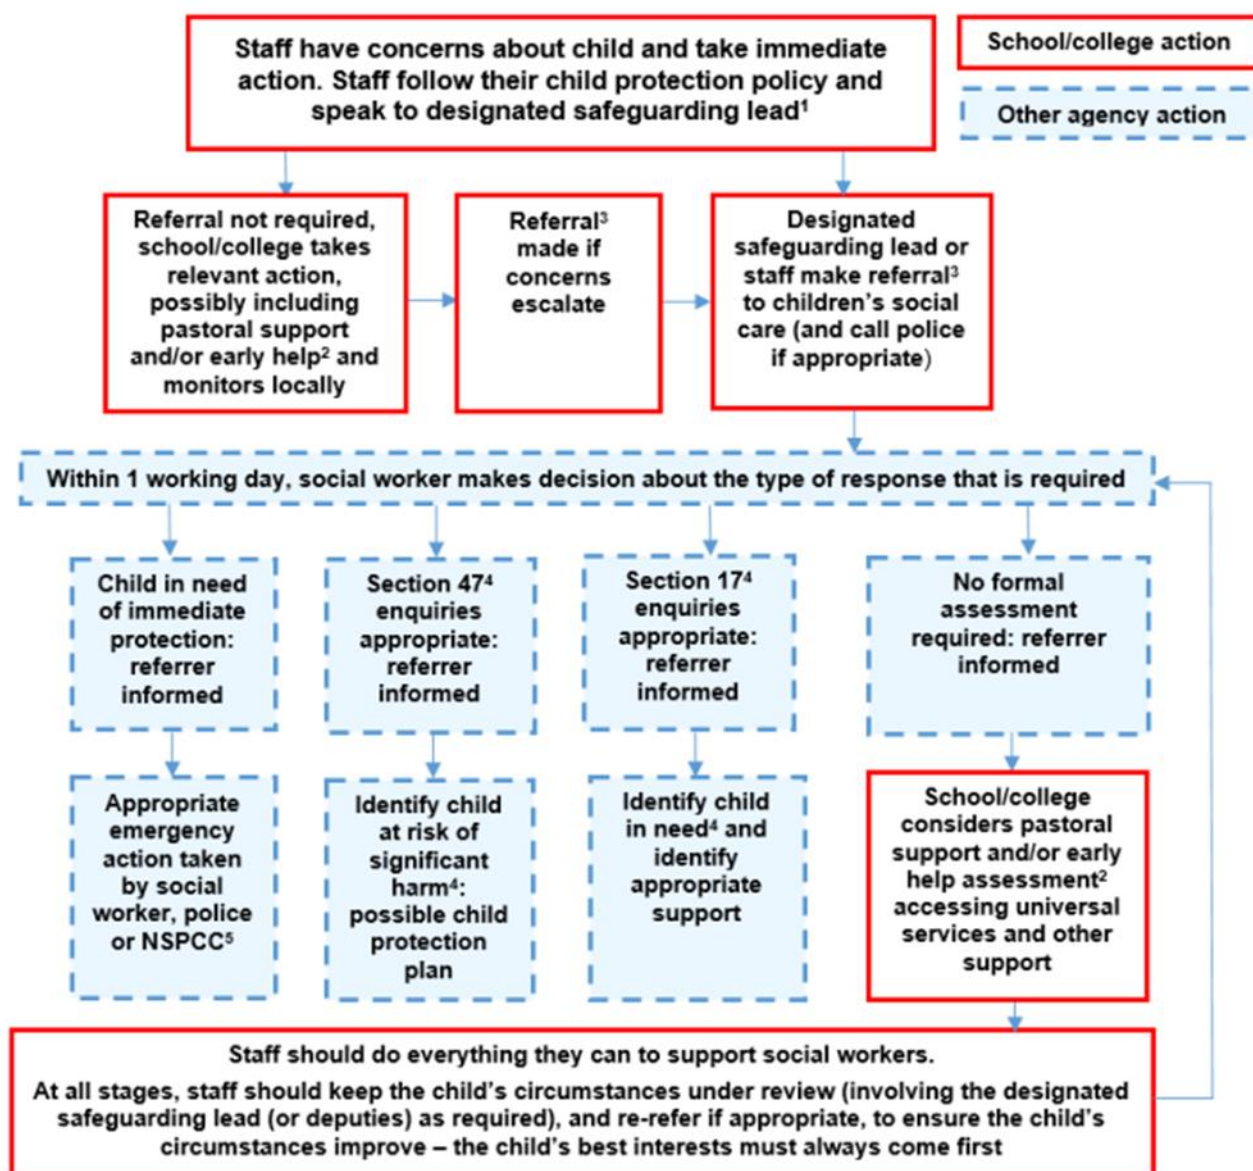 Staff have concerns about child and take immediate
action. Staff follow their child protection policy and
speak to designated safeguarding lead¹
School/college action
Other agency action
Referral not required,
school/college takes
relevant action,
possibly including
pastoral support
and/or early help² and
monitors locally
Referral³
made if
concerns
escalate
Designated
safeguarding lead or
staff make referral³
to children’s social
care (and call police
if appropriate)
Within 1 working day, social worker makes decision about the type of response that is required
Child in need
of immediate
protection:
referrer
informed
Section 47⁴
enquiries
appropriate:
referrer
informed
Section 17⁴
enquiries
appropriate:
referrer
informed
No formal
assessment
required: referrer
informed
Appropriate
emergency
action taken
by social
worker, police
or NSPCC⁵
Identify child
at risk of
significant
harm⁴:
possible child
protection
plan
Identify child
in need⁴ and
identify
appropriate
support
School/college
considers pastoral
support and/or early
help assessment²
accessing universal
services and other
support
Staff should do everything they can to support social workers.
At all stages, staff should keep the child’s circumstances under review (involving the designated
safeguarding lead (or deputies) as required), and re-refer if appropriate, to ensure the child’s
circumstances improve – the child’s best interests must always come first